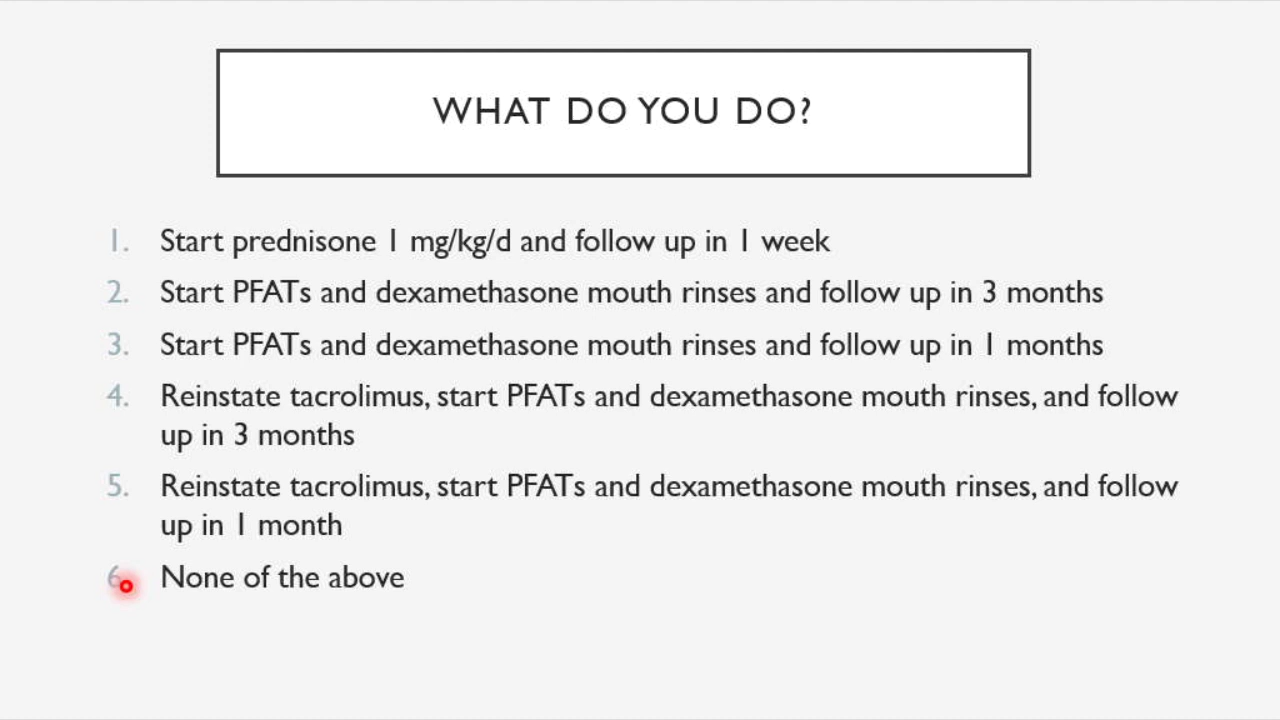 WHAT DO YOU DO?
1. Start prednisone 1 mg/kg/d and follow up in 1 week
2. Start PFATs and dexamethasone mouth rinses and follow up in 3 months
3. Start PFATs and dexamethasone mouth rinses and follow up in 1 months
4. Reinstate tacrolimus, start PFATs and dexamethasone mouth rinses, and follow
up in 3 months
5. Reinstate tacrolimus, start PFATs and dexamethasone mouth rinses, and follow
up in 1 month
6. None of the above